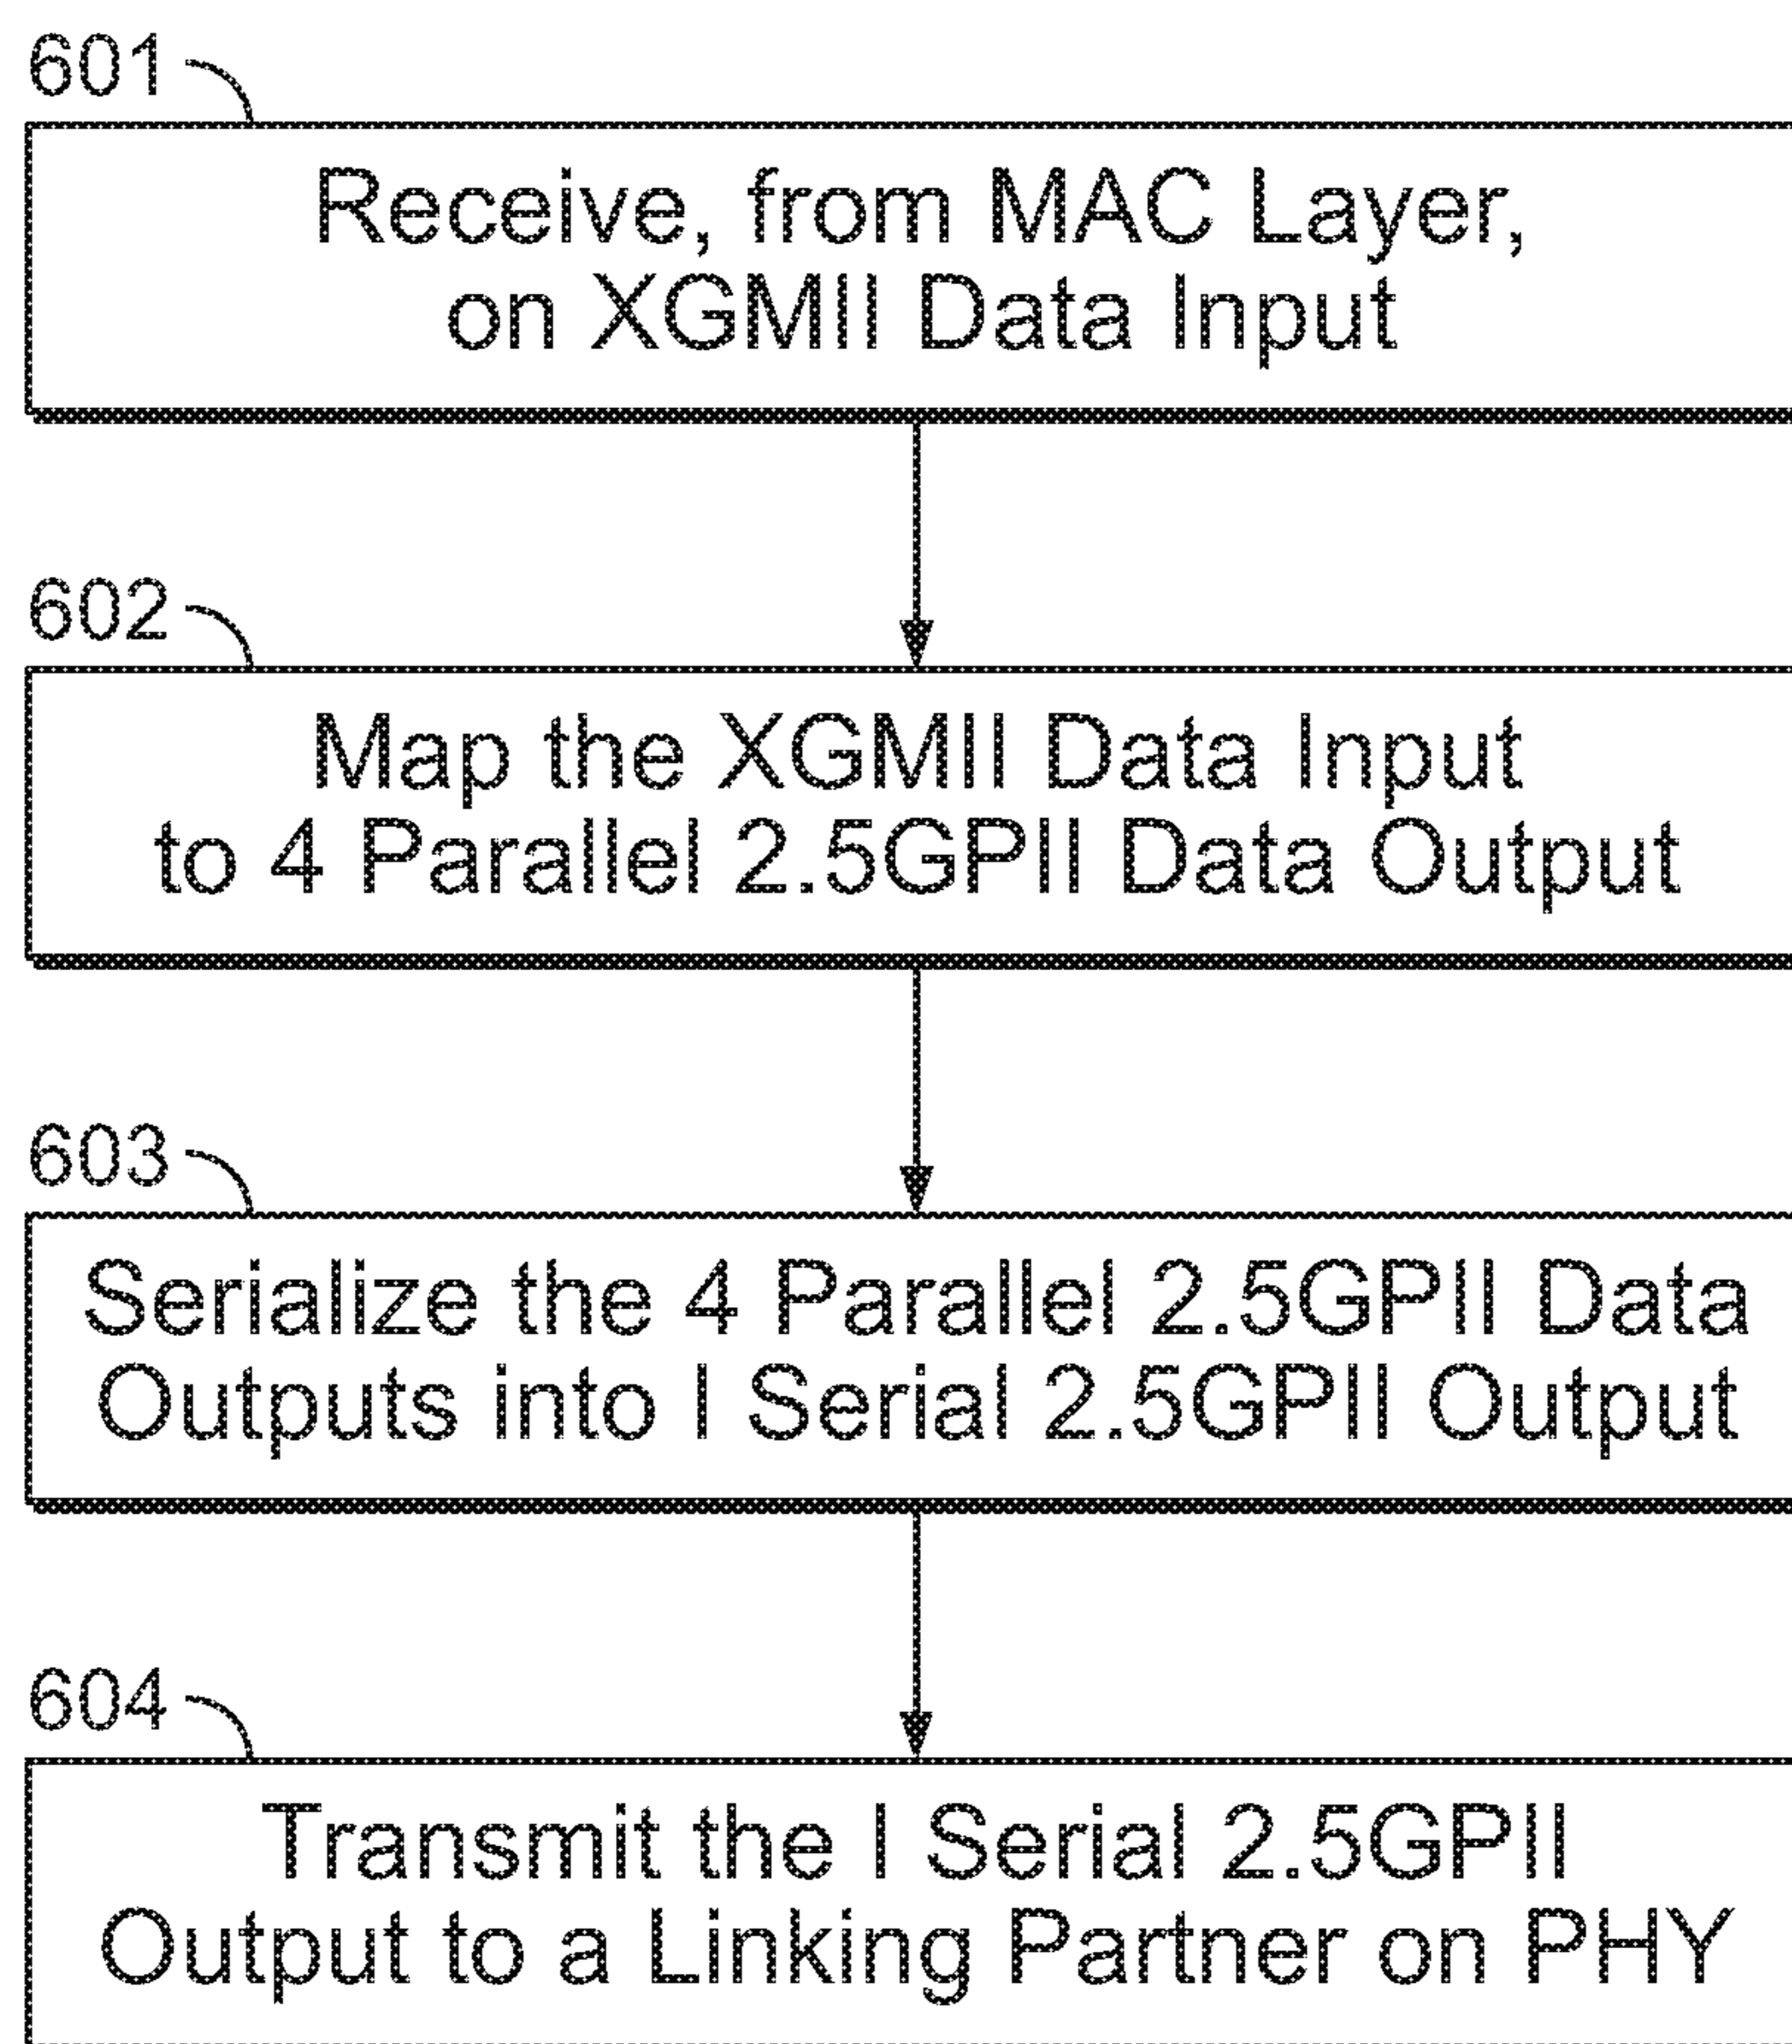 601
Receive, from MAC Layer,
on XGMII Data Input
602
Map the XGMII Data Input
to 4 Parallel 2.5GPII Data Output
603
Serialize the 4 Parallel 2.5GPII Data
Outputs into I Serial 2.5GPII Output
604
Transmit the I Serial 2.5GPII
Output to a Linking Partner on PHY